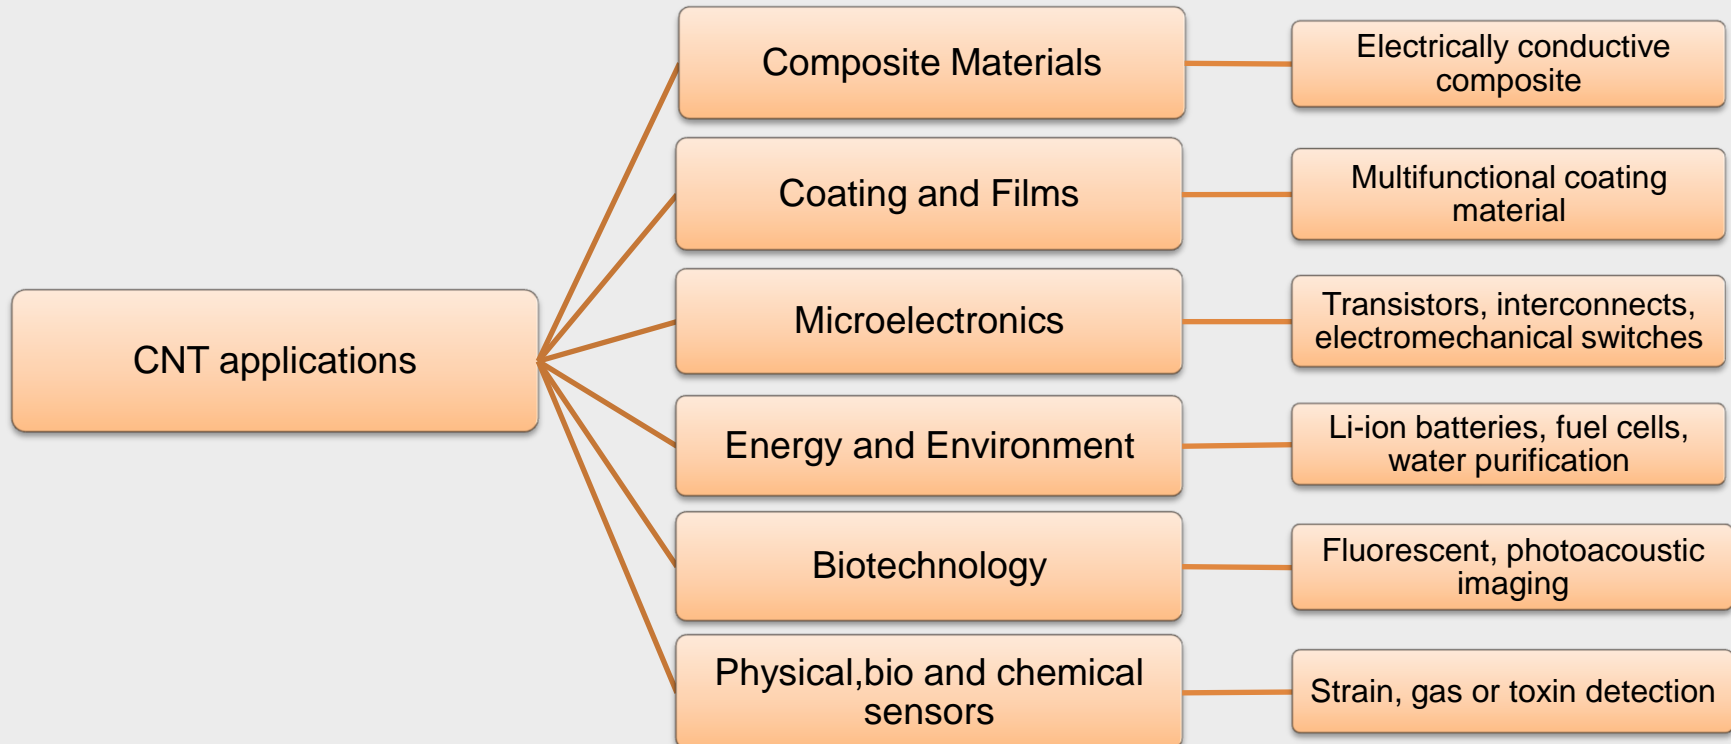 CNT applications
Composite Materials
Electrically conductive
composite
Coating and Films
Multifunctional coating
material
Microelectronics
Transistors, interconnects,
electromechanical switches
Energy and Environment
Li-ion batteries, fuel cells,
water purification
Biotechnology
Fluorescent, photoacoustic
imaging
Physical,bio and chemical
sensors
Strain, gas or toxin detection